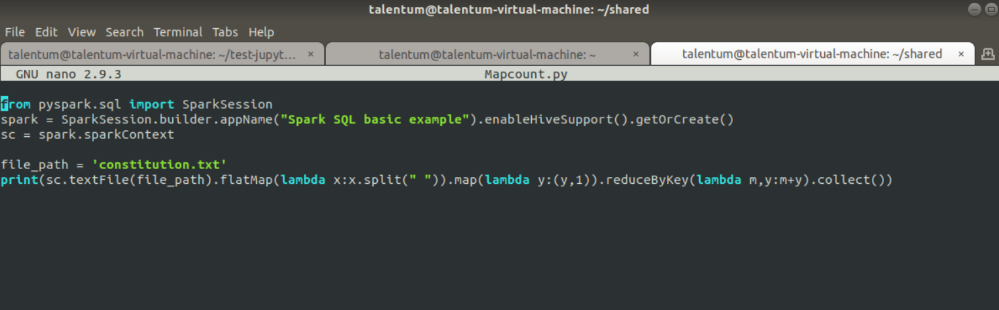 talentum@talentum-virtual-machine: ~/shared
File Edit View Search Terminal Tabs Help
talentum@talentum-virtual-machine: ~/test-jupyt... × talentum@talentum-virtual-machine: ~ × talentum@talentum-virtual-machine: ~/shared ×
GNU nano 2.9.3 Mapcount.py
from pyspark.sql import SparkSession
spark = SparkSession.builder.appName("Spark SQL basic example").enableHiveSupport().getOrCreate()
sc = spark.sparkContext
file_path = 'constitution.txt'
print(sc.textFile(file_path).flatMap(lambda x:x.split(" ")).map(lambda y:(y,1)).reduceByKey(lambda m,y:m+y).collect())